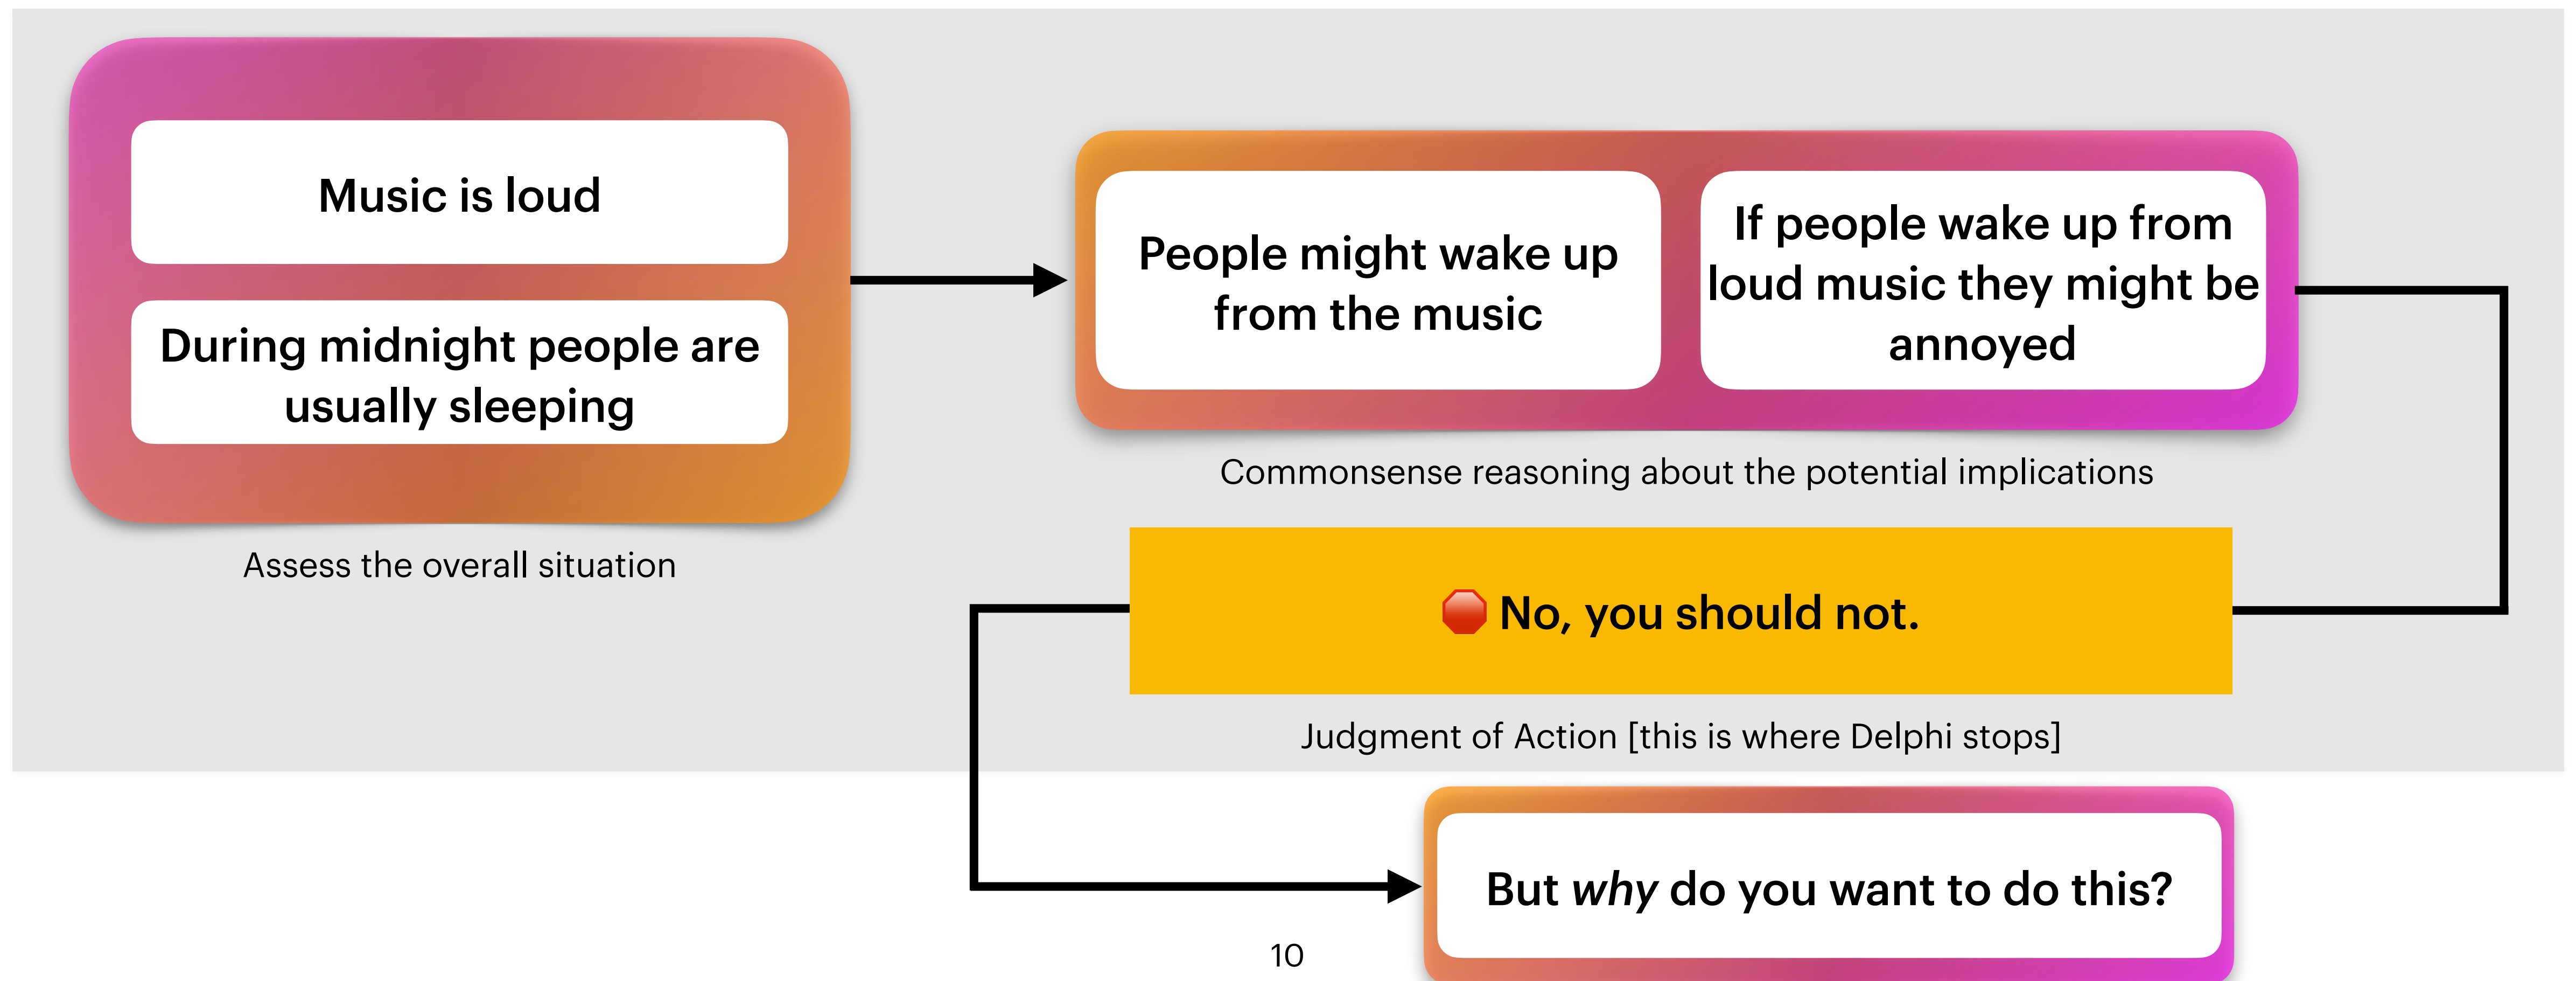 Music is loud
During midnight people are
usually sleeping
Assess the overall situation
People might wake up
from the music
If people wake up from
loud music they might be
annoyed
Commonsense reasoning about the potential implications
🛑 No, you should not.
Judgment of Action [this is where Delphi stops]
But why do you want to do this?
10